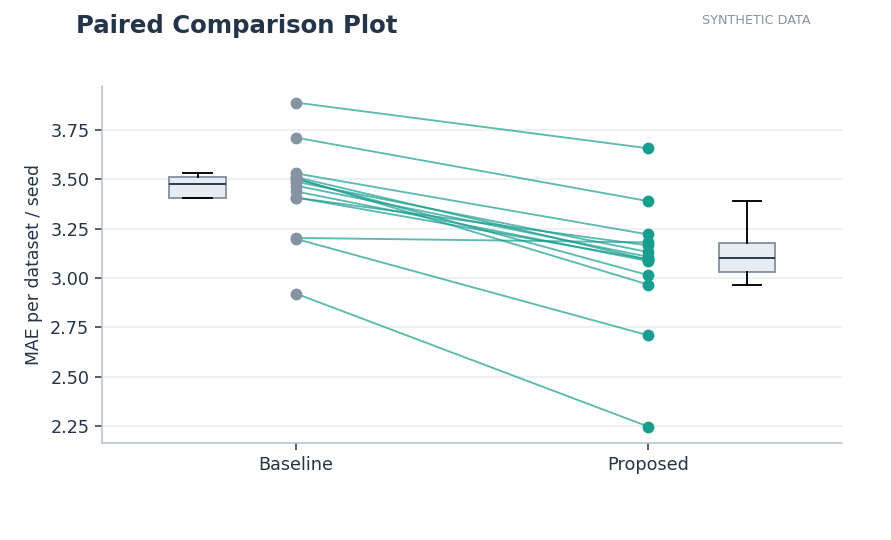 Paired Comparison Plot
SYNTHETIC DATA
MAE per dataset / seed
3.75
3.50
3.25
3.00
2.75
2.50
2.25
Baseline
Proposed